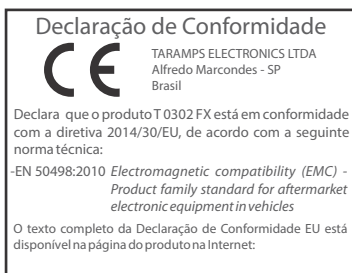 Declaração de Conformidade
CE
TARAMPS ELECTRONICS LTDA
Alfredo Marcondes - SP
Brasil
Declara que o produto T 0302 FX está em conformidade
com a diretiva 2014/30/EU, de acordo com a seguinte
norma técnica:
-EN 50498:2010 Electromagnetic compatibility (EMC) -
Product family standard for aftermarket
electronic equipment in vehicles
O texto completo da Declaração de Conformidade EU está
disponível na página do produto na Internet: